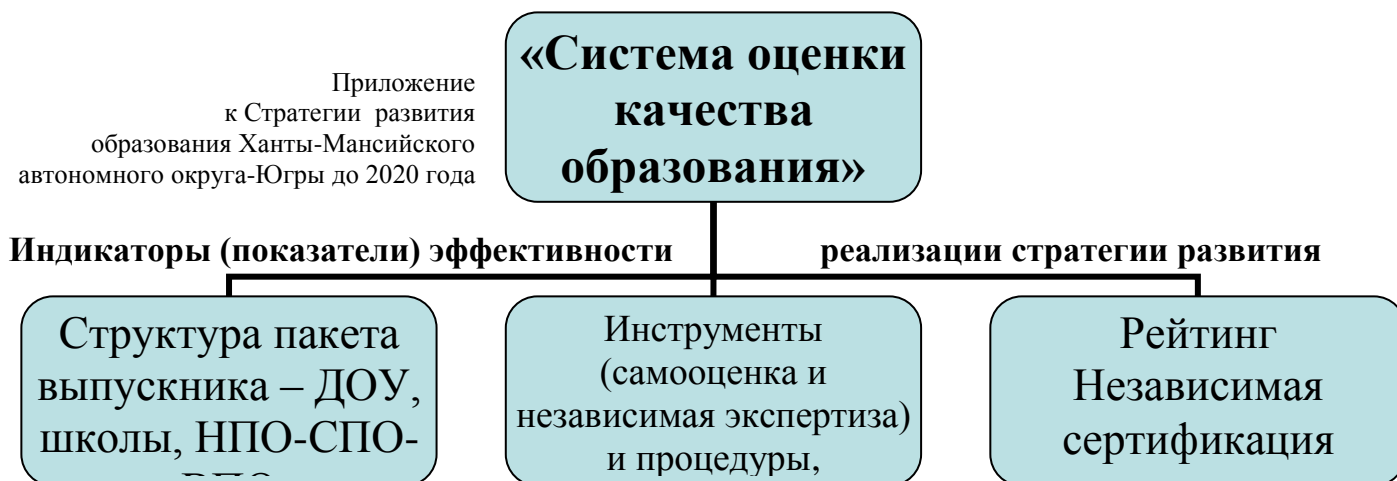 Приложение
к Стратегии развития
образования Ханты-Мансийского
автономного округа-Югры до 2020 года
«Система оценки
качества
образования»
Индикаторы (показатели) эффективности реализации стратегии развития
Структура пакета
выпускника – ДОУ,
школы, НПО-СПО-
Инструменты
(самооценка и
независимая экспертиза)
и процедуры,
Рейтинг
Независимая
сертификация